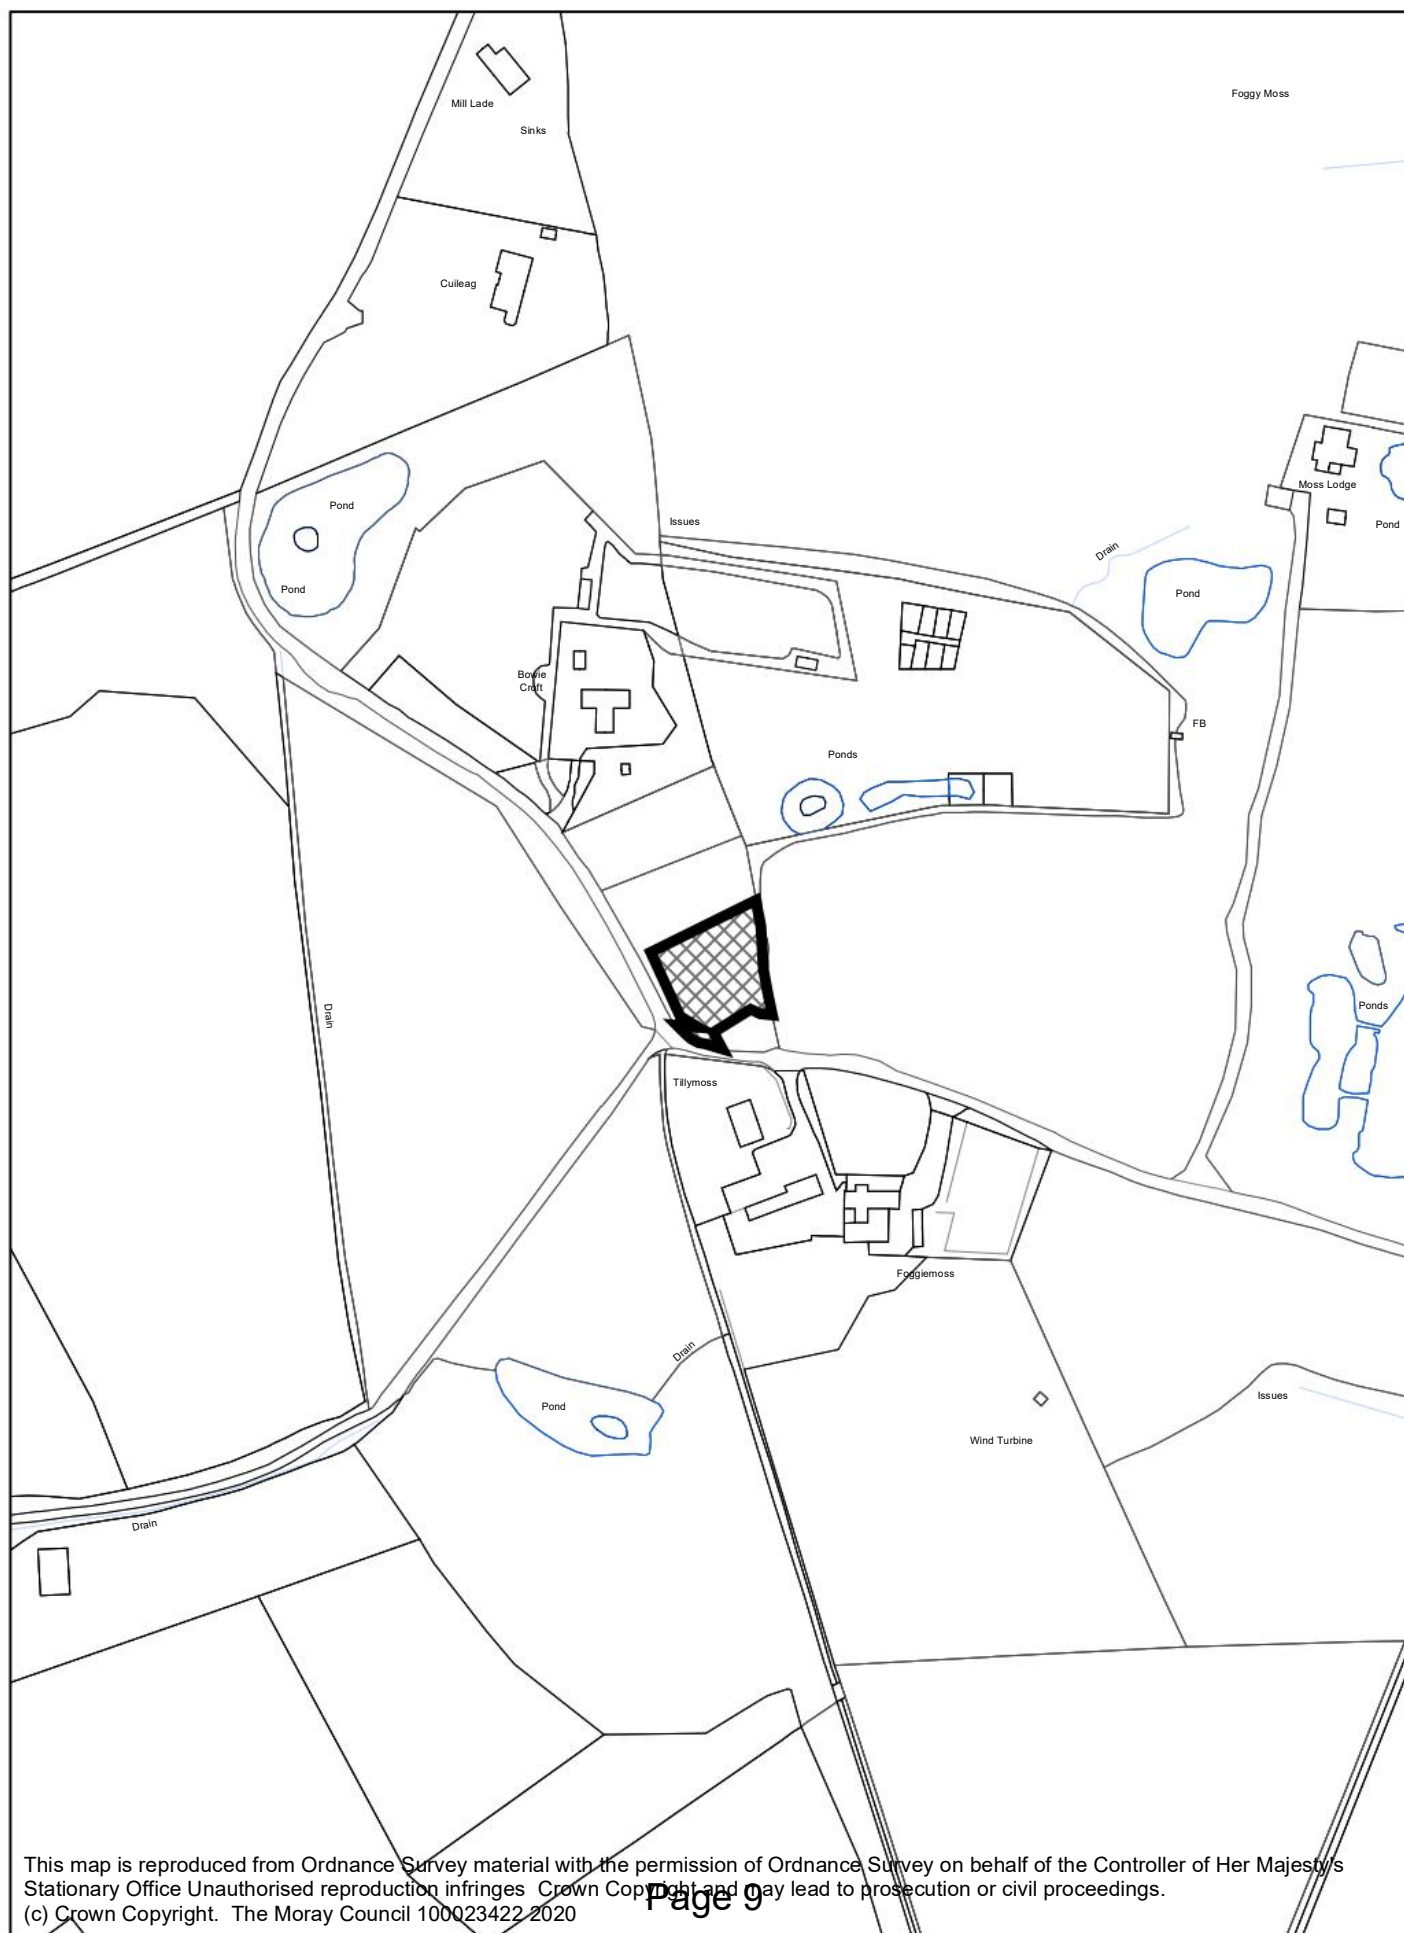 Foggy Moss
Mill Lade
Sinks
Cuileag
Moss Lodge
Pond
Issues
Pond
Drain
Pond
Pond
Bowie
Croft
FB
Ponds
Ponds
Drain
Tillymoss
Foggiemoss
Drain
Issues
Pond
Wind Turbine
Drain
This map is reproduced from Ordnance Survey material with the permission of Ordnance Survey on behalf of the Controller of Her Majesty's
Stationary Office Unauthorised reproduction infringes Crown Copyright and may lead to prosecution or civil proceedings.
(c) Crown Copyright. The Moray Council 100023422 2020
Page 9